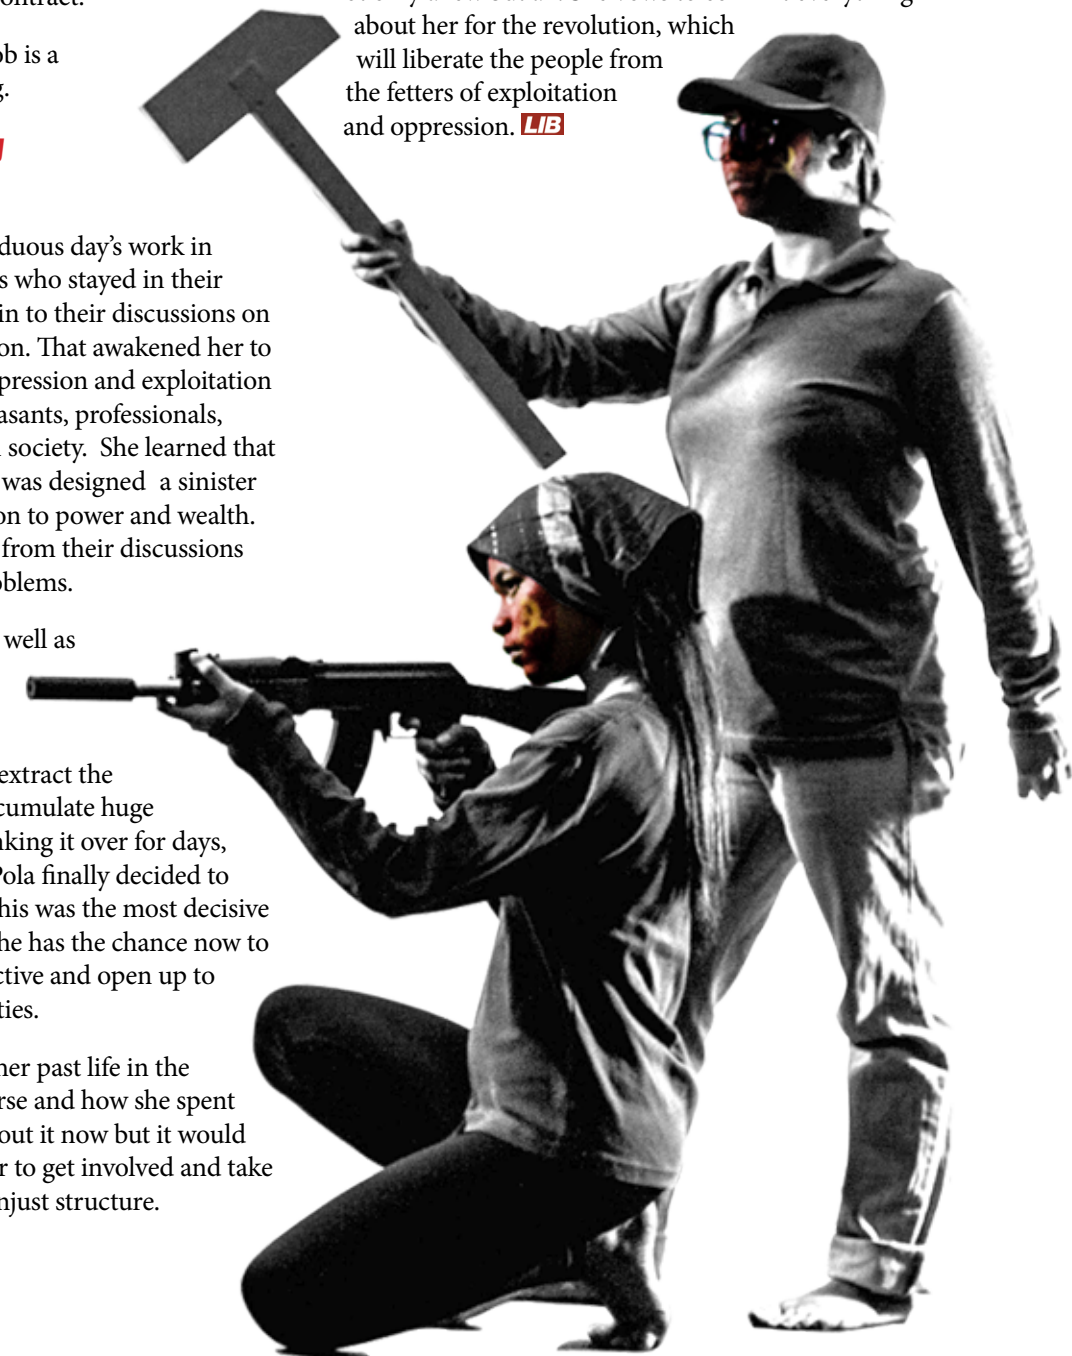 contract.
ob is a
g.
duous day's work in
s who stayed in their
in to their discussions on
on. That awakened her to
pression and exploitation
asants, professionals,
society.  She learned that
was designed  a sinister
on to power and wealth.
from their discussions
oblems.
well as
extract the
cumulate huge
nking it over for days,
Pola finally decided to
his was the most decisive
he has the chance now to
ctive and open up to
ties.
her past life in the
rse and how she spent
out it now but it would
r to get involved and take
njust structure.
about her for the revolution, which
will liberate the people from
the fetters of exploitation
and oppression. LIB